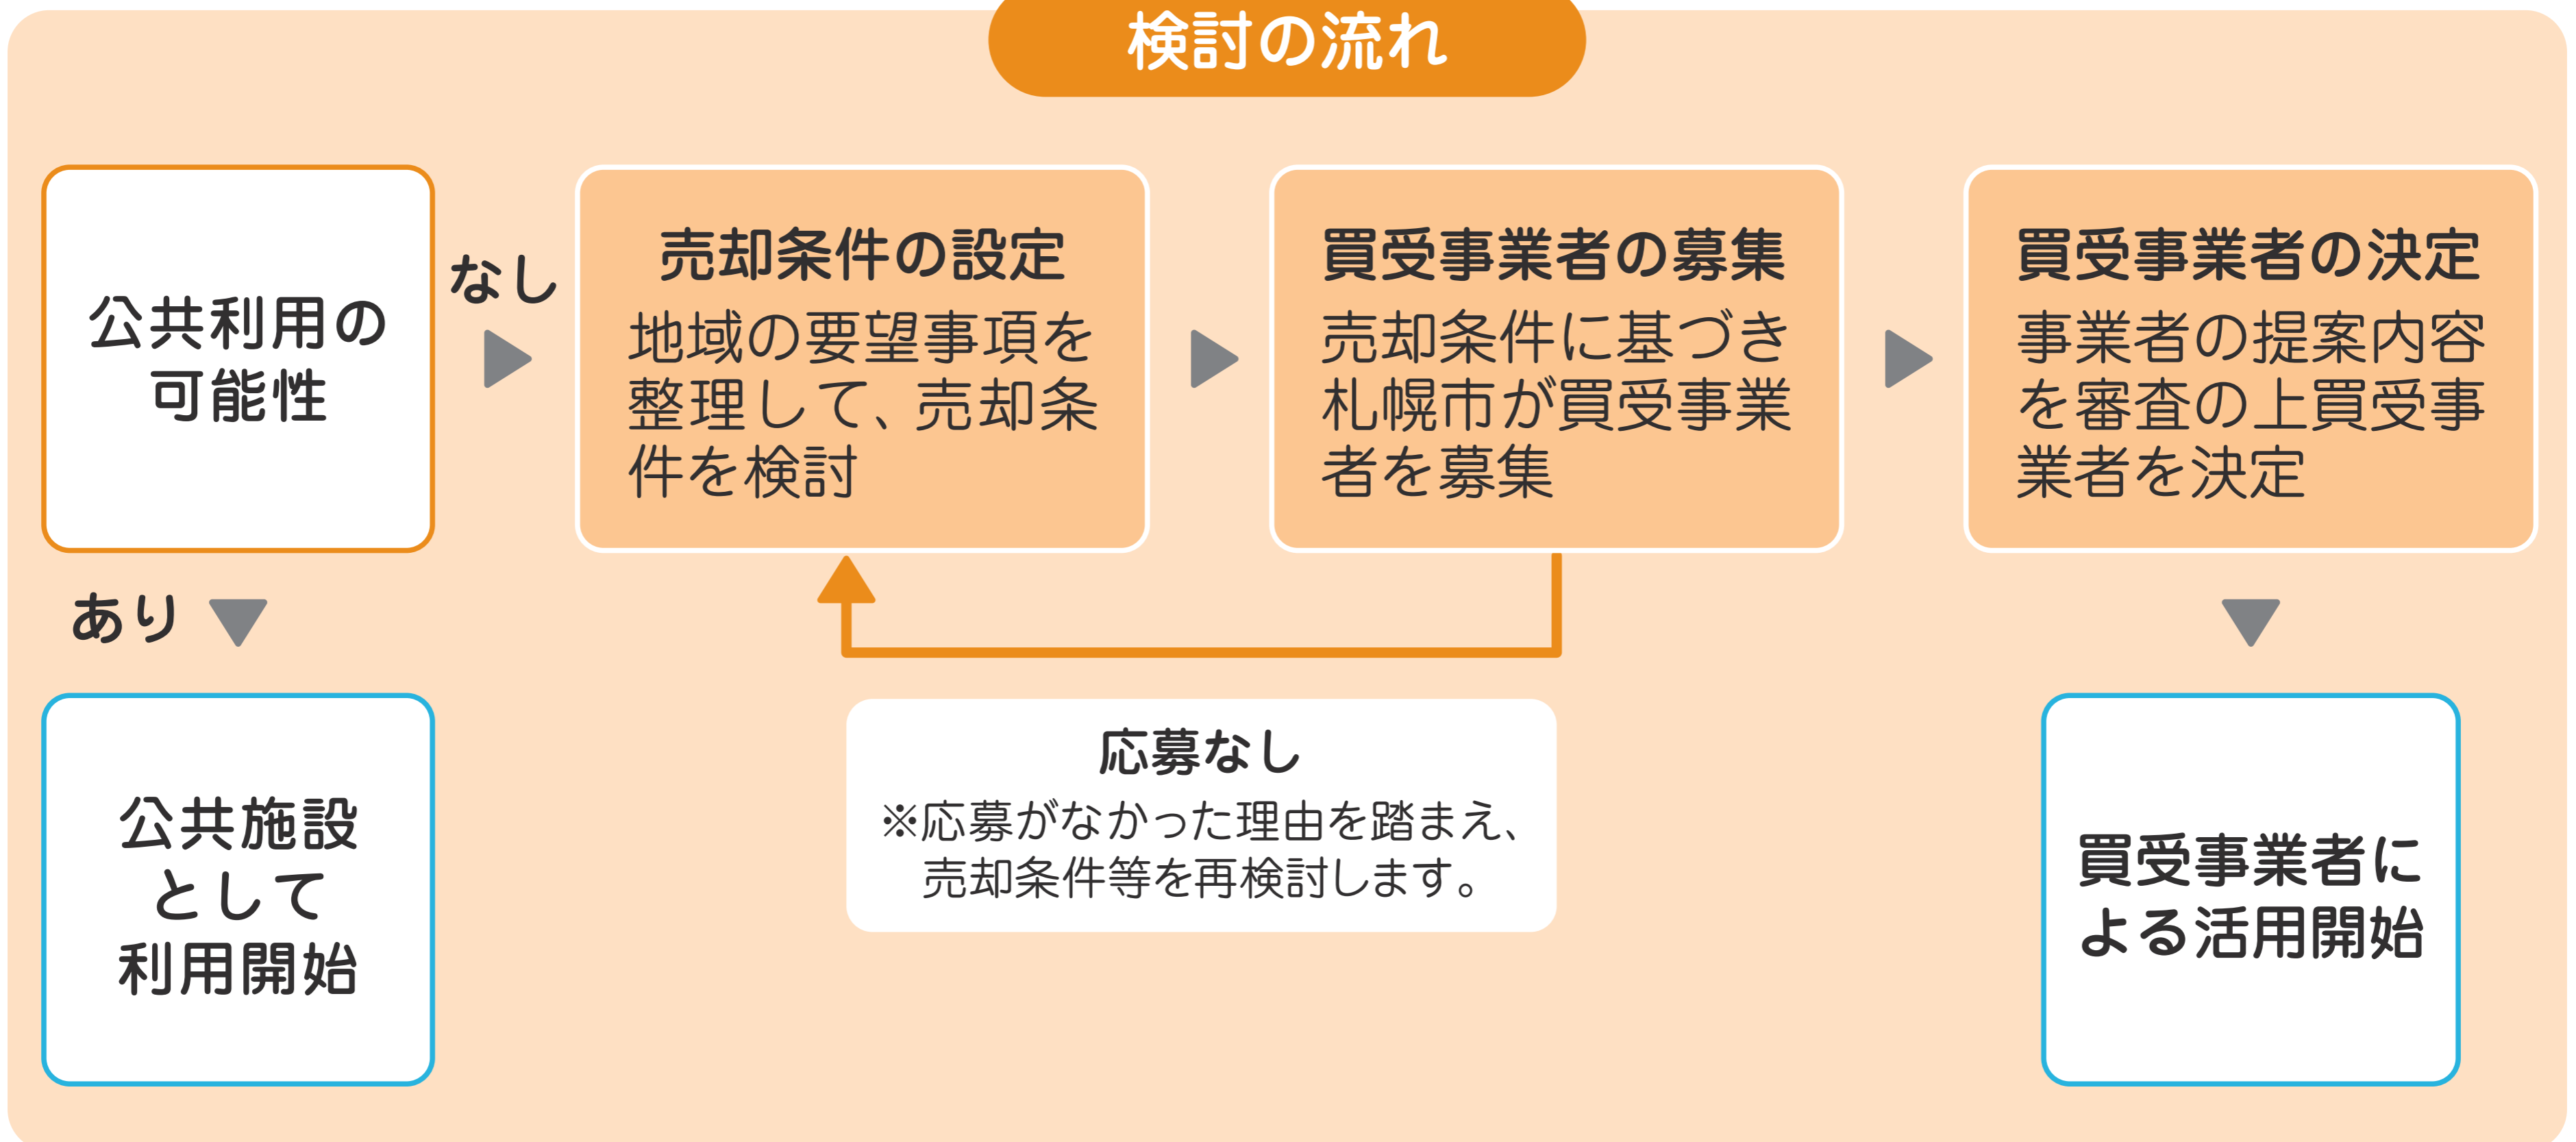 検討の流れ
公共利用の
可能性
なし
売却条件の設定
地域の要望事項を
整理して、売却条
件を検討
買受事業者の募集
売却条件に基づき
札幌市が買受事業
者を募集
買受事業者の決定
事業者の提案内容
を審査の上買受事
業者を決定
あり
公共施設
として
利用開始
応募なし
※応募がなかった理由を踏まえ、
売却条件等を再検討します。
買受事業者に
よる活用開始